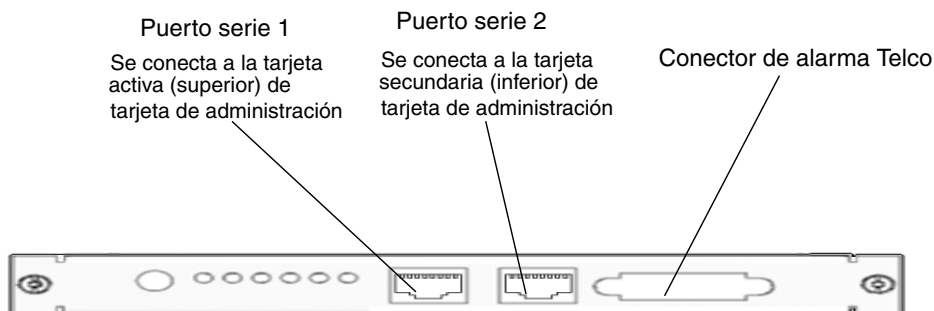 Puerto serie 1
Se conecta a la tarjeta
activa (superior) de
tarjeta de administración
Puerto serie 2
Se conecta a la tarjeta
secundaria (inferior) de
tarjeta de administración
Conector de alarma Telco